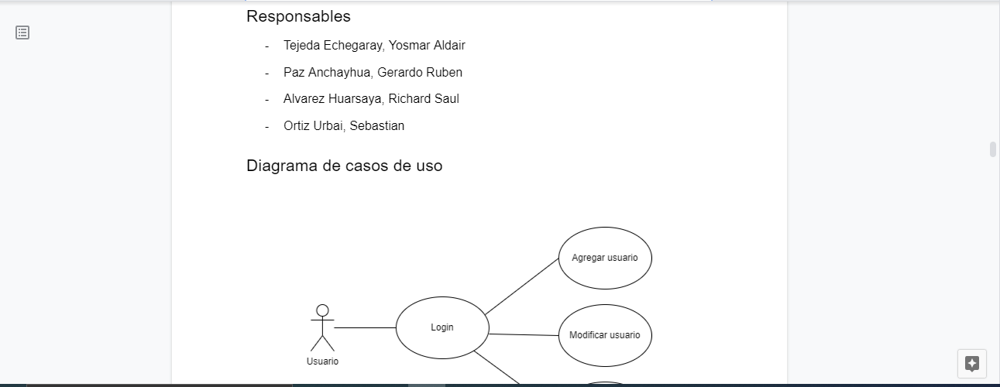 Responsables
- Tejeda Echegaray, Yosmar Aldair
- Paz Anchayhua, Gerardo Ruben
- Alvarez Huarsaya, Richard Saul
- Ortiz Urbai, Sebastian
Diagrama de casos de uso
Agregar usuario
Login
Modificar usuario
Usuario